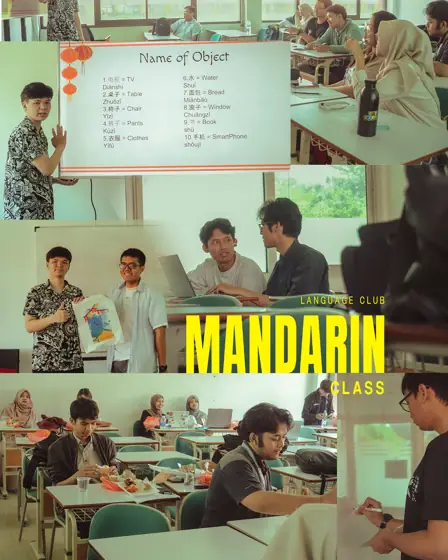 Name of Object
1.电视 = TV
Diànshì
2.桌子 = Table
Zhuōzi
3.椅子 = Chair
Yǐzi
4.裤子 = Pants
Kùzi
5.衣服 = Clothes
Yīfú
6.水 = Water
Shuǐ
7.面包 = Bread
Miànbāo
8.窗子 = Window
Chuāngzi
9.书 = Book
shū
10.手机 = SmartPhone
shǒujī
LANGUAGE CLUB
MANDARIN
CLASS